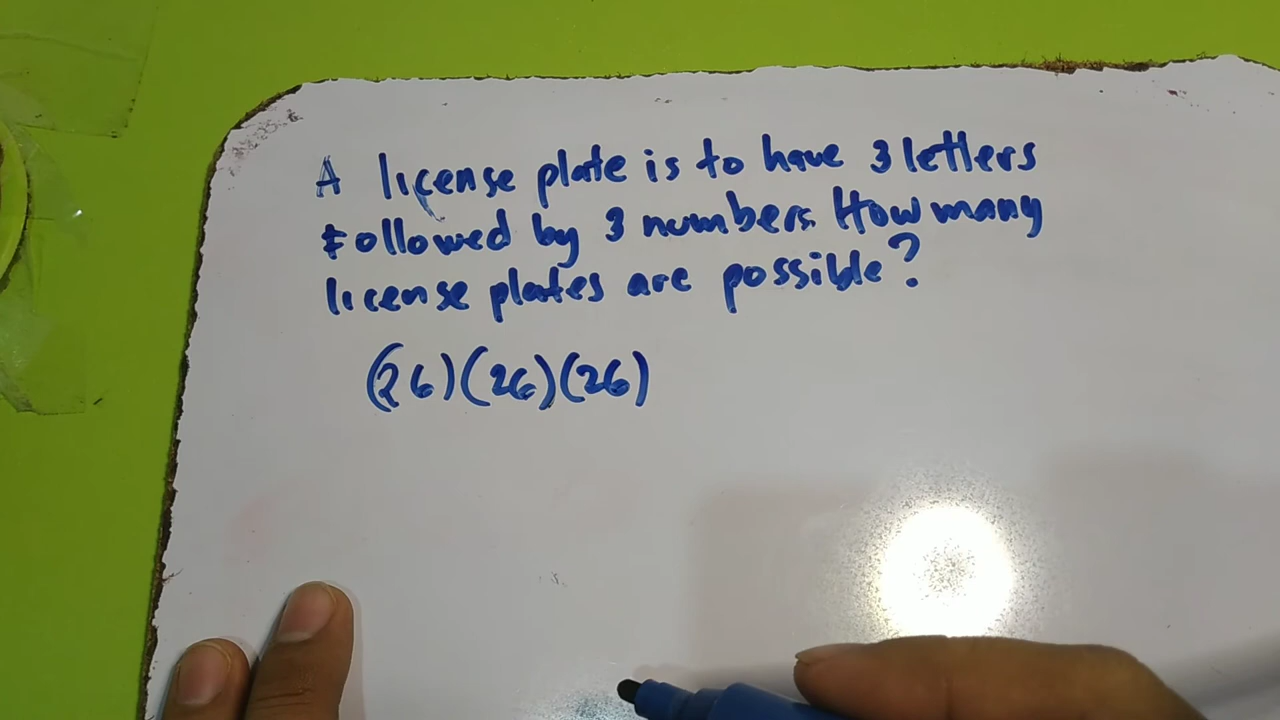 A license plate is to have 3 letters
followed by 3 numbers. How many
license plates are possible?
(26)(26)(26)